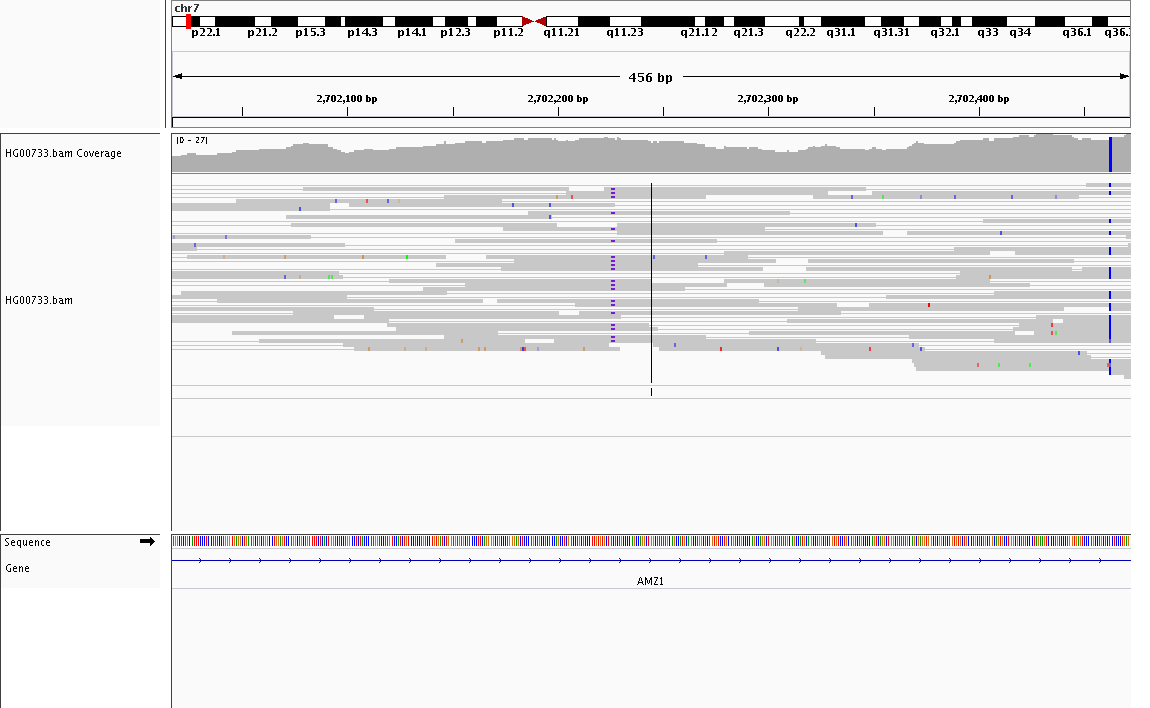 chr7
p22.1 p21.2 p15.3 p14.3 p14.1 p12.3 p11.2 q11.21 q11.23 q21.12 q21.3 q22.2 q31.1 q31.31 q32.1 q33 q34 q36.1 q36.
456 bp
2,702,100 bp 2,702,200 bp 2,702,300 bp 2,702,400 bp
HG00733.bam Coverage
[0 - 27]
HG00733.bam
Sequence
Gene
AMZ1